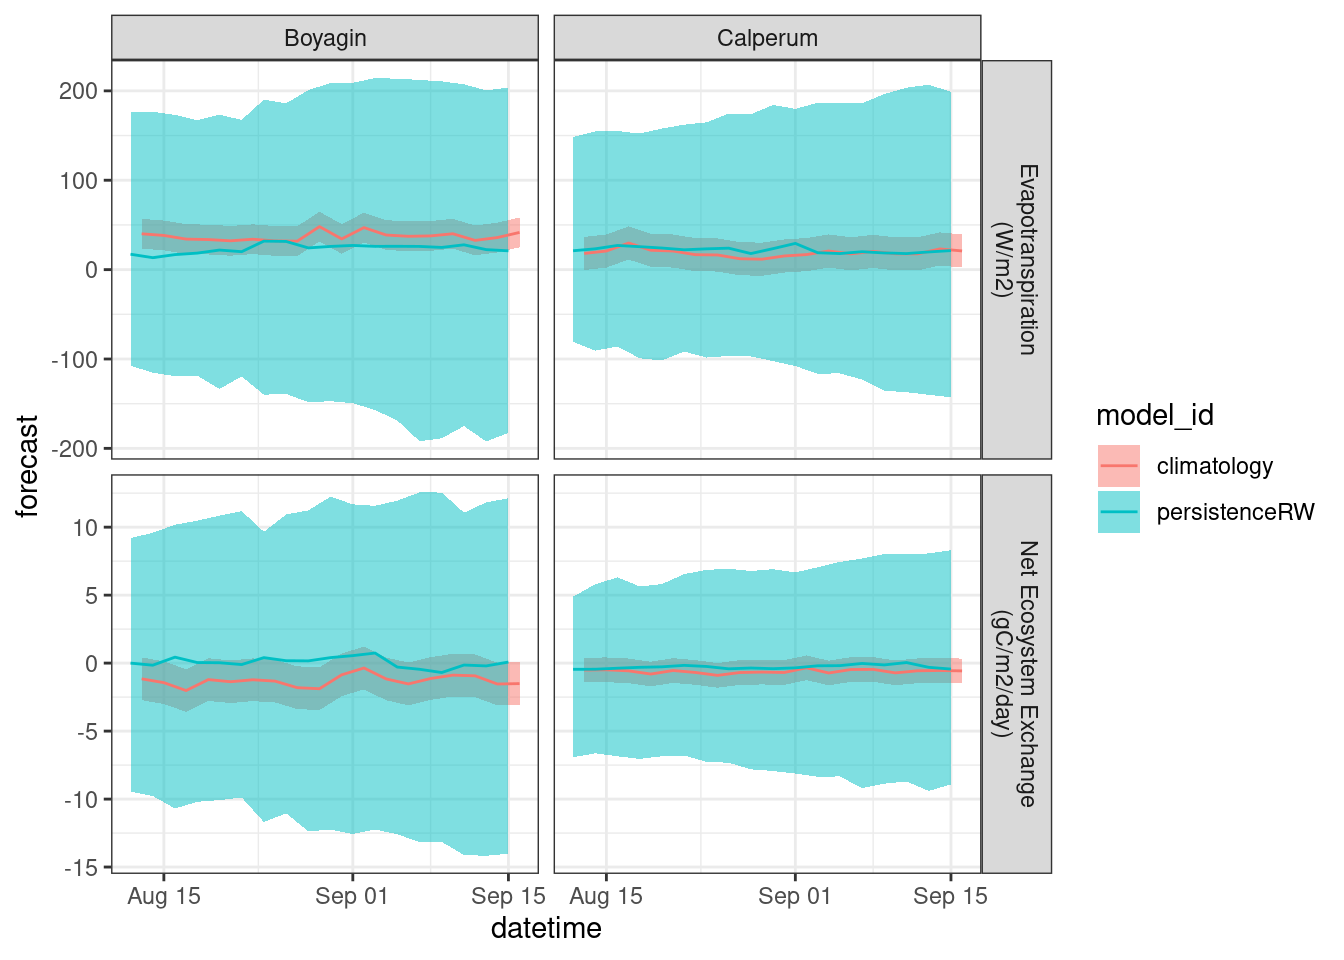 Boyagin
Calperum
200
100
0
-100
-200
Evapotranspiration
(W/m2)
10
5
0
-5
-10
-15
Net Ecosystem Exchange
(gC/m2/day)
forecast
Aug 15
Sep 01
Sep 15
Aug 15
Sep 01
Sep 15
datetime
model_id
climatology
persistenceRW